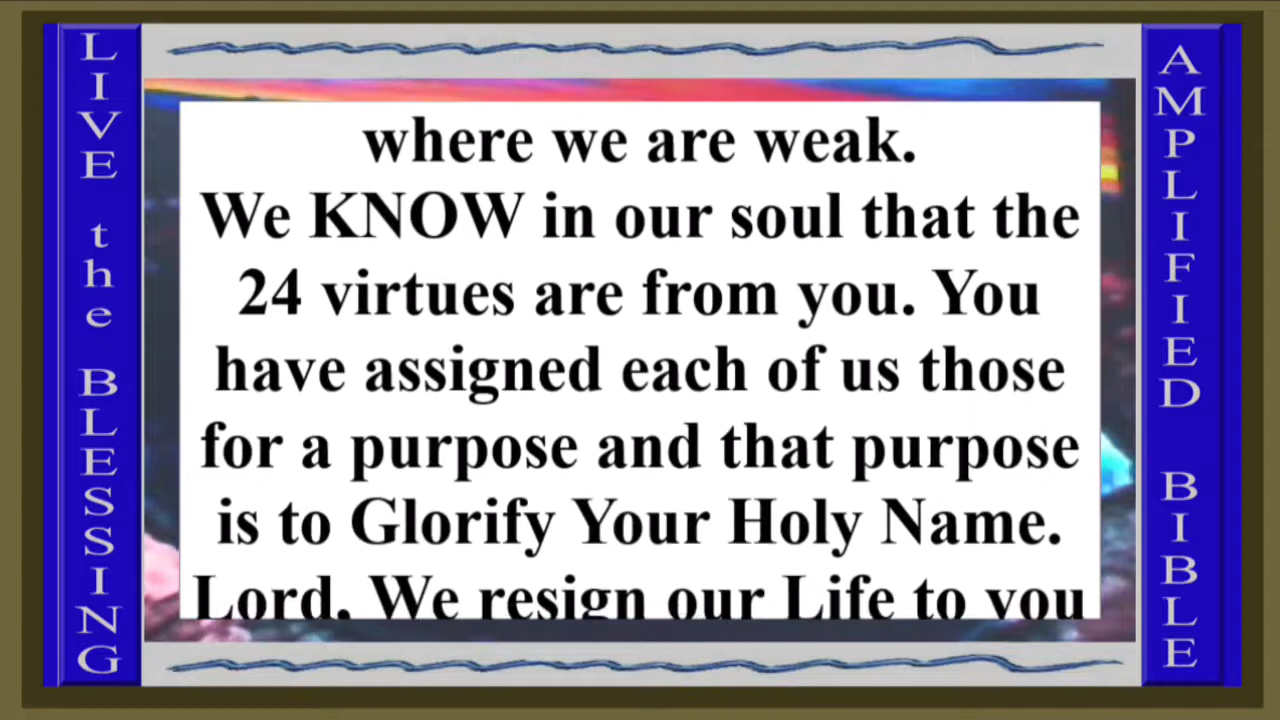 LIVE the BLESSING
where we are weak.
We KNOW in our soul that the
24 virtues are from you. You
have assigned each of us those
for a purpose and that purpose
is to Glorify Your Holy Name.
Lord, We resign our Life to you
AMPLIFIED BIBLE